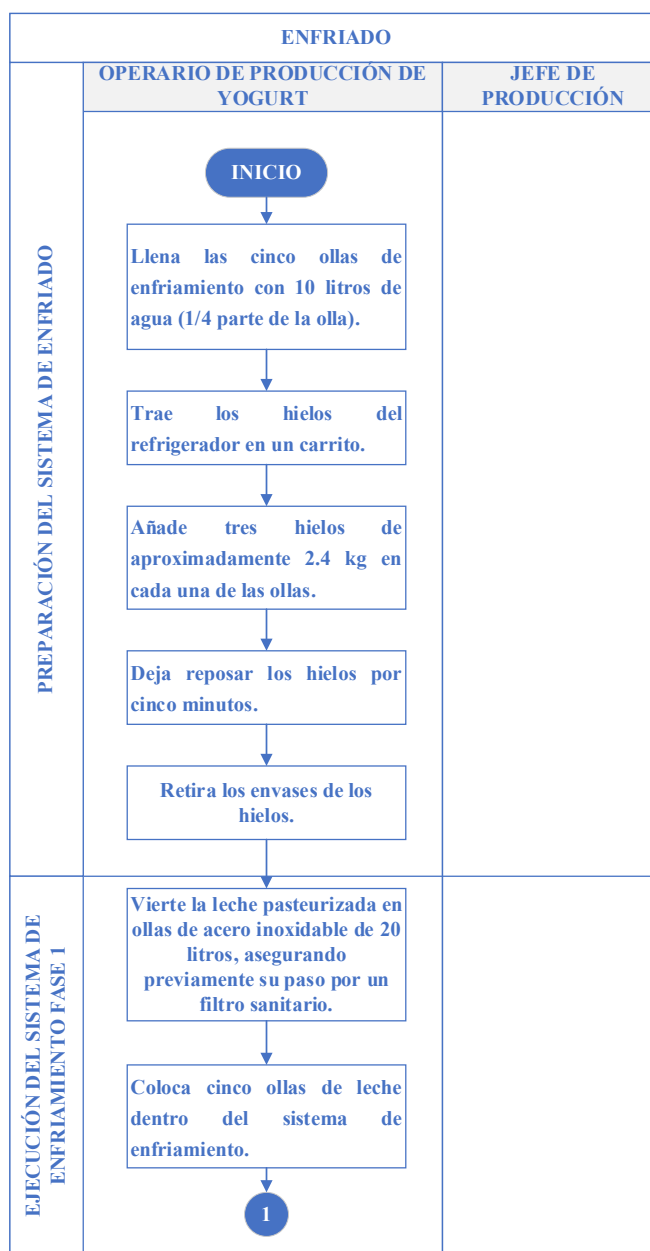 ENFRIADO
OPERARIO DE PRODUCCIÓN DE
YOGURT
JEFE DE
PRODUCCIÓN
PREPARACIÓN DEL SISTEMA DE ENFRIADO
INICIO
Llena las cinco ollas de
enfriamiento con 10 litros de
agua (1/4 parte de la olla).
Trae los hielos del
refrigerador en un carrito.
Añade tres hielos de
aproximadamente 2.4 kg en
cada una de las ollas.
Deja reposar los hielos por
cinco minutos.
Retira los envases de los
hielos.
EJECUCIÓN DEL SISTEMA DE
ENFRIAMIENTO FASE 1
Vierte la leche pasteurizada en
ollas de acero inoxidable de 20
litros, asegurando
previamente su paso por un
filtro sanitario.
Coloca cinco ollas de leche
dentro del sistema de
enfriamiento.
1